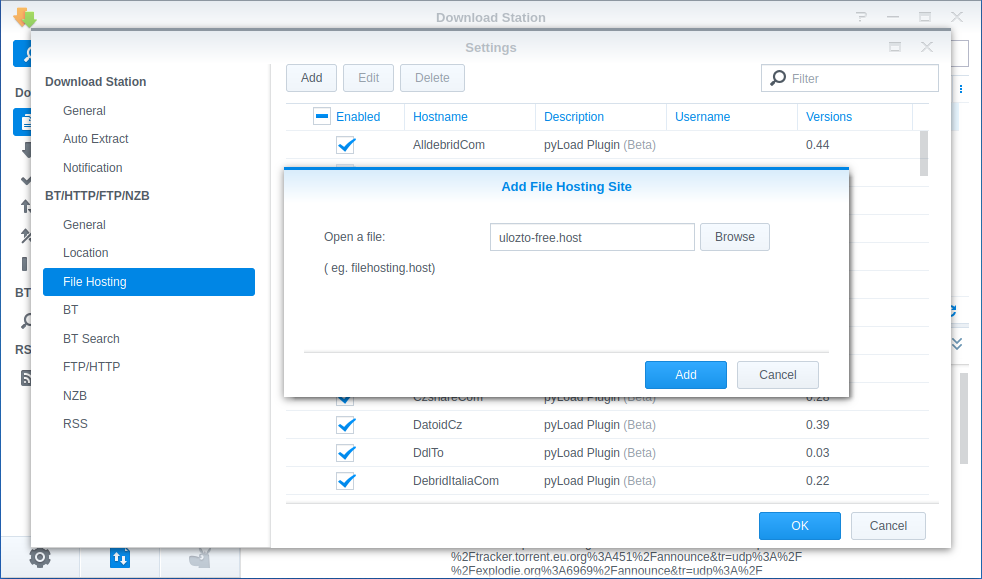 Download Station
Settings
Do
BT
RS
Download Station
General
Auto Extract
Notification
BT/HTTP/FTP/NZB
General
Location
File Hosting
BT
BT Search
FTP/HTTP
NZB
RSS
Add Edit Delete Filter
Enabled Hostname Description Username Versions
AlldebridCom pyLoad Plugin (Beta) 0.44
Add File Hosting Site
Open a file: ulozto-free.host Browse
( eg. filehosting.host)
Add Cancel
CzshareCom pyLoad Plugin (Beta) 0.28
DatoidCz pyLoad Plugin (Beta) 0.39
DdlTo pyLoad Plugin (Beta) 0.03
DebridItaliaCom pyLoad Plugin (Beta) 0.22
OK Cancel
%2Ftracker.torrent.eu.org%3A451%2Fannounce&tr=udp%3A%2F
%2Fexplodie.org%3A6969%2Fannounce&tr=udp%3A%2F